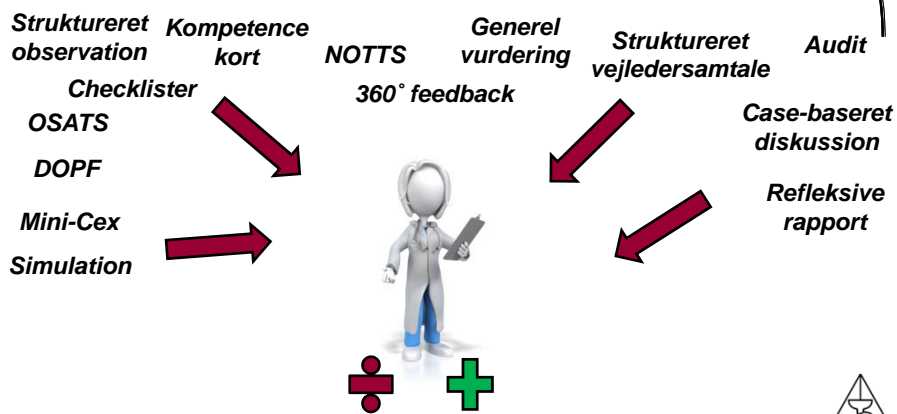 Struktureret
observation
Kompetence
kort
NOTTS
Generel
vurdering
Struktureret
vejledersamtale
Audit
Checklister
360˚ feedback
OSATS
Case-baseret
diskussion
DOPF
Mini-Cex
Refleksive
rapport
Simulation